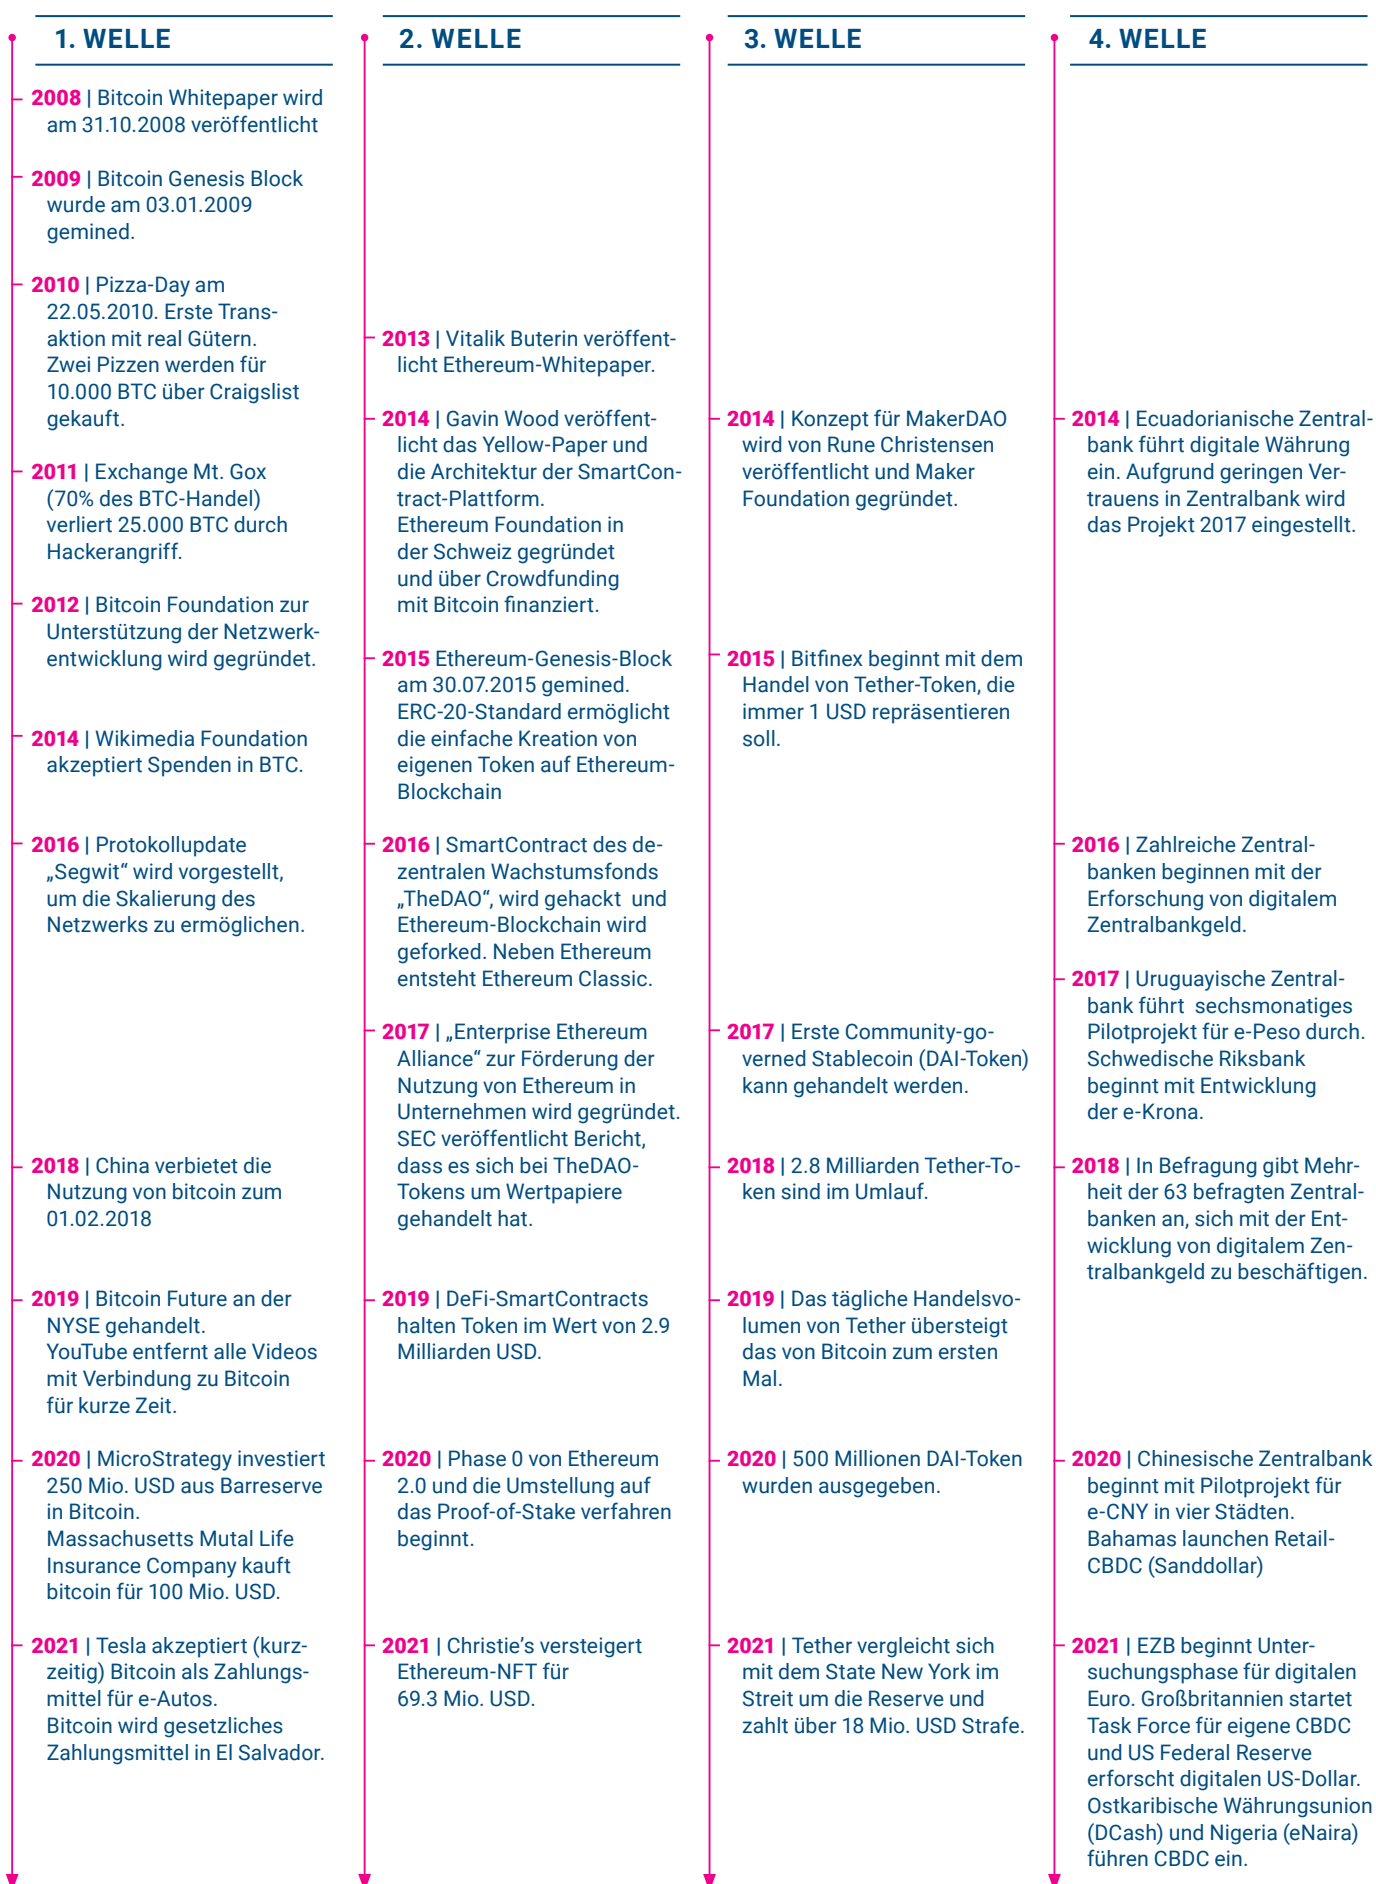 1. WELLE
2008 | Bitcoin Whitepaper wird
am 31.10.2008 veröffentlicht
2009 | Bitcoin Genesis Block
wurde am 03.01.2009
gemined.
2010 | Pizza-Day am
22.05.2010. Erste Trans-
aktion mit real Gütern.
Zwei Pizzen werden für
10.000 BTC über Craigslist
gekauft.
2011 | Exchange Mt. Gox
(70% des BTC-Handel)
verliert 25.000 BTC durch
Hackerangriff.
2012 | Bitcoin Foundation zur
Unterstützung der Netzwerk-
entwicklung wird gegründet.
2014 | Wikimedia Foundation
akzeptiert Spenden in BTC.
2016 | Protokollupdate
„Segwit“ wird vorgestellt,
um die Skalierung des
Netzwerks zu ermöglichen.
2018 | China verbietet die
Nutzung von bitcoin zum
01.02.2018
2019 | Bitcoin Future an der
NYSE gehandelt.
YouTube entfernt alle Videos
mit Verbindung zu Bitcoin
für kurze Zeit.
2020 | MicroStrategy investiert
250 Mio. USD aus Barreserve
in Bitcoin.
Massachusetts Mutal Life
Insurance Company kauft
bitcoin für 100 Mio. USD.
2021 | Tesla akzeptiert (kurz-
zeitig) Bitcoin als Zahlungs-
mittel für e-Autos.
Bitcoin wird gesetzliches
Zahlungsmittel in El Salvador.
2. WELLE
2013 | Vitalik Buterin veröffent-
licht Ethereum-Whitepaper.
2014 | Gavin Wood veröffent-
licht das Yellow-Paper und
die Architektur der SmartCon-
tract-Plattform.
Ethereum Foundation in
der Schweiz gegründet
und über Crowdfunding
mit Bitcoin finanziert.
2015 Ethereum-Genesis-Block
am 30.07.2015 gemined.
ERC-20-Standard ermöglicht
die einfache Kreation von
eigenen Token auf Ethereum-
Blockchain
2016 | SmartContract des de-
zentralen Wachstumsfonds
„TheDAO“, wird gehackt und
Ethereum-Blockchain wird
geforked. Neben Ethereum
entsteht Ethereum Classic.
2017 | „Enterprise Ethereum
Alliance“ zur Förderung der
Nutzung von Ethereum in
Unternehmen wird gegründet.
SEC veröffentlicht Bericht,
dass es sich bei TheDAO-
Tokens um Wertpapiere
gehandelt hat.
2019 | DeFi-SmartContracts
halten Token im Wert von 2.9
Milliarden USD.
2020 | Phase 0 von Ethereum
2.0 und die Umstellung auf
das Proof-of-Stake verfahren
beginnt.
2021 | Christie's versteigert
Ethereum-NFT für
69.3 Mio. USD.
3. WELLE
2014 | Konzept für MakerDAO
wird von Rune Christensen
veröffentlicht und Maker
Foundation gegründet.
2015 | Bitfinex beginnt mit dem
Handel von Tether-Token, die
immer 1 USD repräsentieren
soll.
2017 | Erste Community-go-
verned Stablecoin (DAI-Token)
kann gehandelt werden.
2018 | 2.8 Milliarden Tether-To-
ken sind im Umlauf.
2019 | Das tägliche Handelsvo-
lumen von Tether übersteigt
das von Bitcoin zum ersten
Mal.
2020 | 500 Millionen DAI-Token
wurden ausgegeben.
2021 | Tether vergleicht sich
mit dem State New York im
Streit um die Reserve und
zahlt über 18 Mio. USD Strafe.
4. WELLE
2014 | Ecuadorianische Zentral-
bank führt digitale Währung
ein. Aufgrund geringen Ver-
trauens in Zentralbank wird
das Projekt 2017 eingestellt.
2016 | Zahlreiche Zentral-
banken beginnen mit der
Erforschung von digitalem
Zentralbankgeld.
2017 | Uruguayische Zentral-
bank führt sechsmonatiges
Pilotprojekt für e-Peso durch.
Schwedische Riksbank
beginnt mit Entwicklung
der e-Krona.
2018 | In Befragung gibt Mehr-
heit der 63 befragten Zentral-
banken an, sich mit der Ent-
wicklung von digitalem Zen-
tralbankgeld zu beschäftigen.
2020 | Chinesische Zentralbank
beginnt mit Pilotprojekt für
e-CNY in vier Städten.
Bahamas launchen Retail-
CBDC (Sanddollar)
2021 | EZB beginnt Unter-
suchungsphase für digitalen
Euro. Großbritannien startet
Task Force für eigene CBDC
und US Federal Reserve
erforscht digitalen US-Dollar.
Ostkaribische Währungsunion
(DCash) und Nigeria (eNaira)
führen CBDC ein.